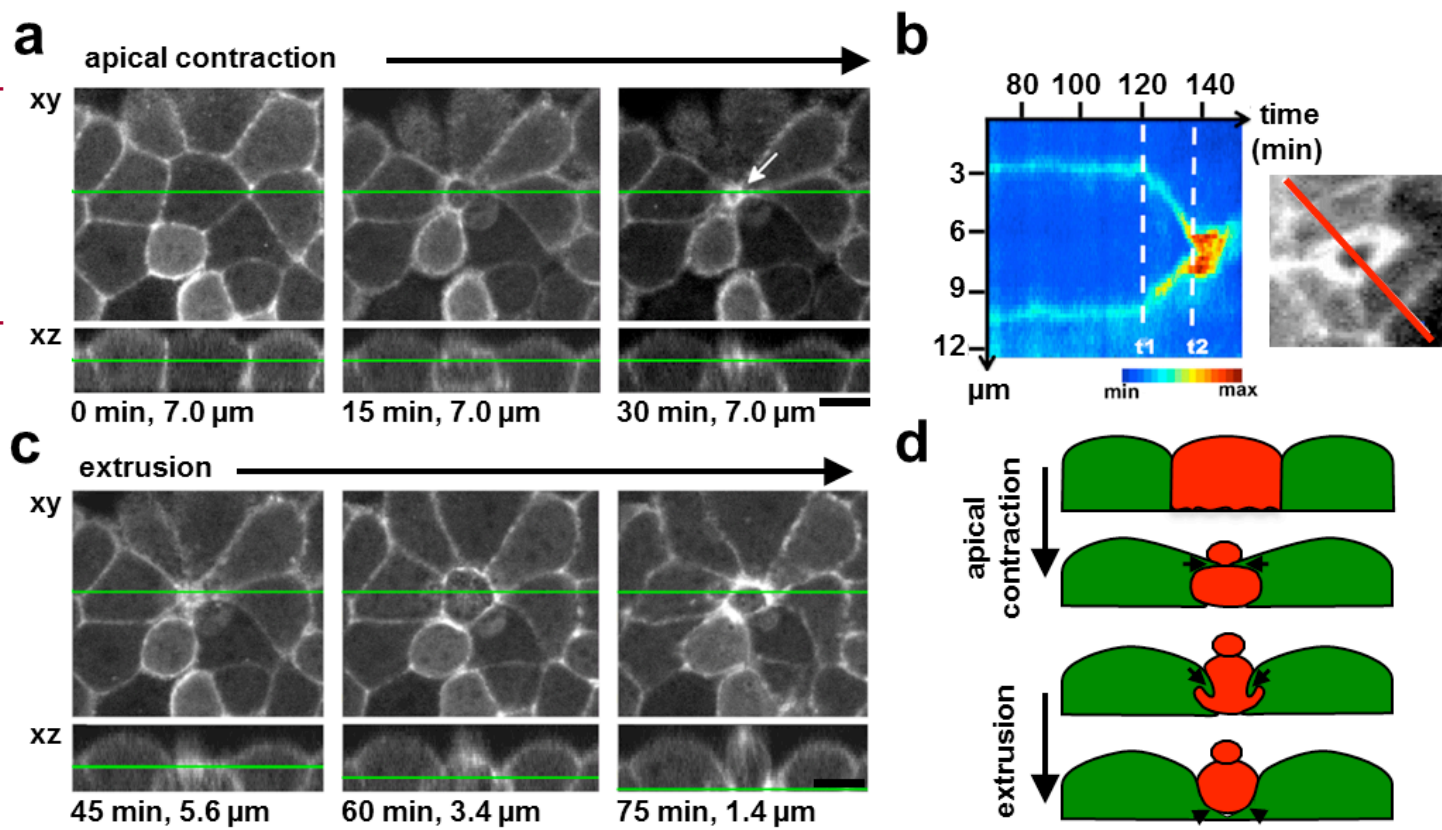 a
apical contraction
xy
xz
0 min, 7.0 µm
15 min, 7.0 µm
30 min, 7.0 µm
b
80 100 120 140
time
(min)
3
6
9
12
µm
t1 t2
min max
c
extrusion
xy
xz
45 min, 5.6 µm
60 min, 3.4 µm
75 min, 1.4 µm
d
apical
contraction
extrusion